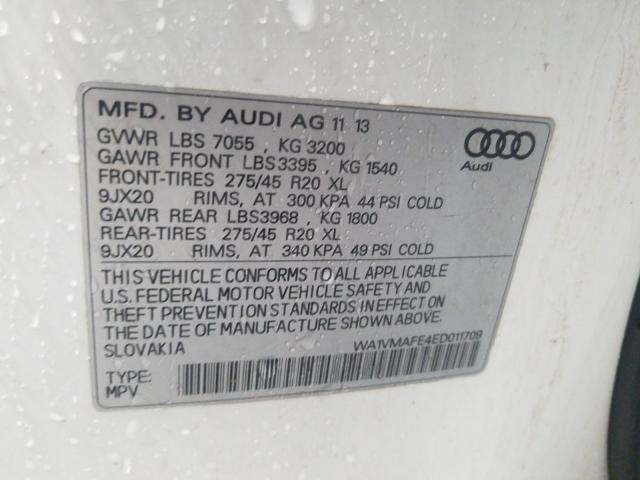 MFD. BY AUDI AG 11 13
GVWR LBS 7055 , KG 3200
GAWR FRONT LBS3395 , KG 1540
FRONT-TIRES 275/45 R20 XL
9JX20 RIMS, AT 300 KPA 44 PSI COLD
GAWR REAR LBS3968 , KG 1800
REAR-TIRES 275/45 R20 XL
9JX20 RIMS, AT 340 KPA 49 PSI COLD
Audi
THIS VEHICLE CONFORMS TO ALL APPLICABLE
U.S. FEDERAL MOTOR VEHICLE SAFETY AND
THEFT PREVENTION STANDARDS IN EFFECT ON
THE DATE OF MANUFACTURE SHOWN ABOVE.
SLOVAKIA WA1VMAFE4ED011709
TYPE:
MPV